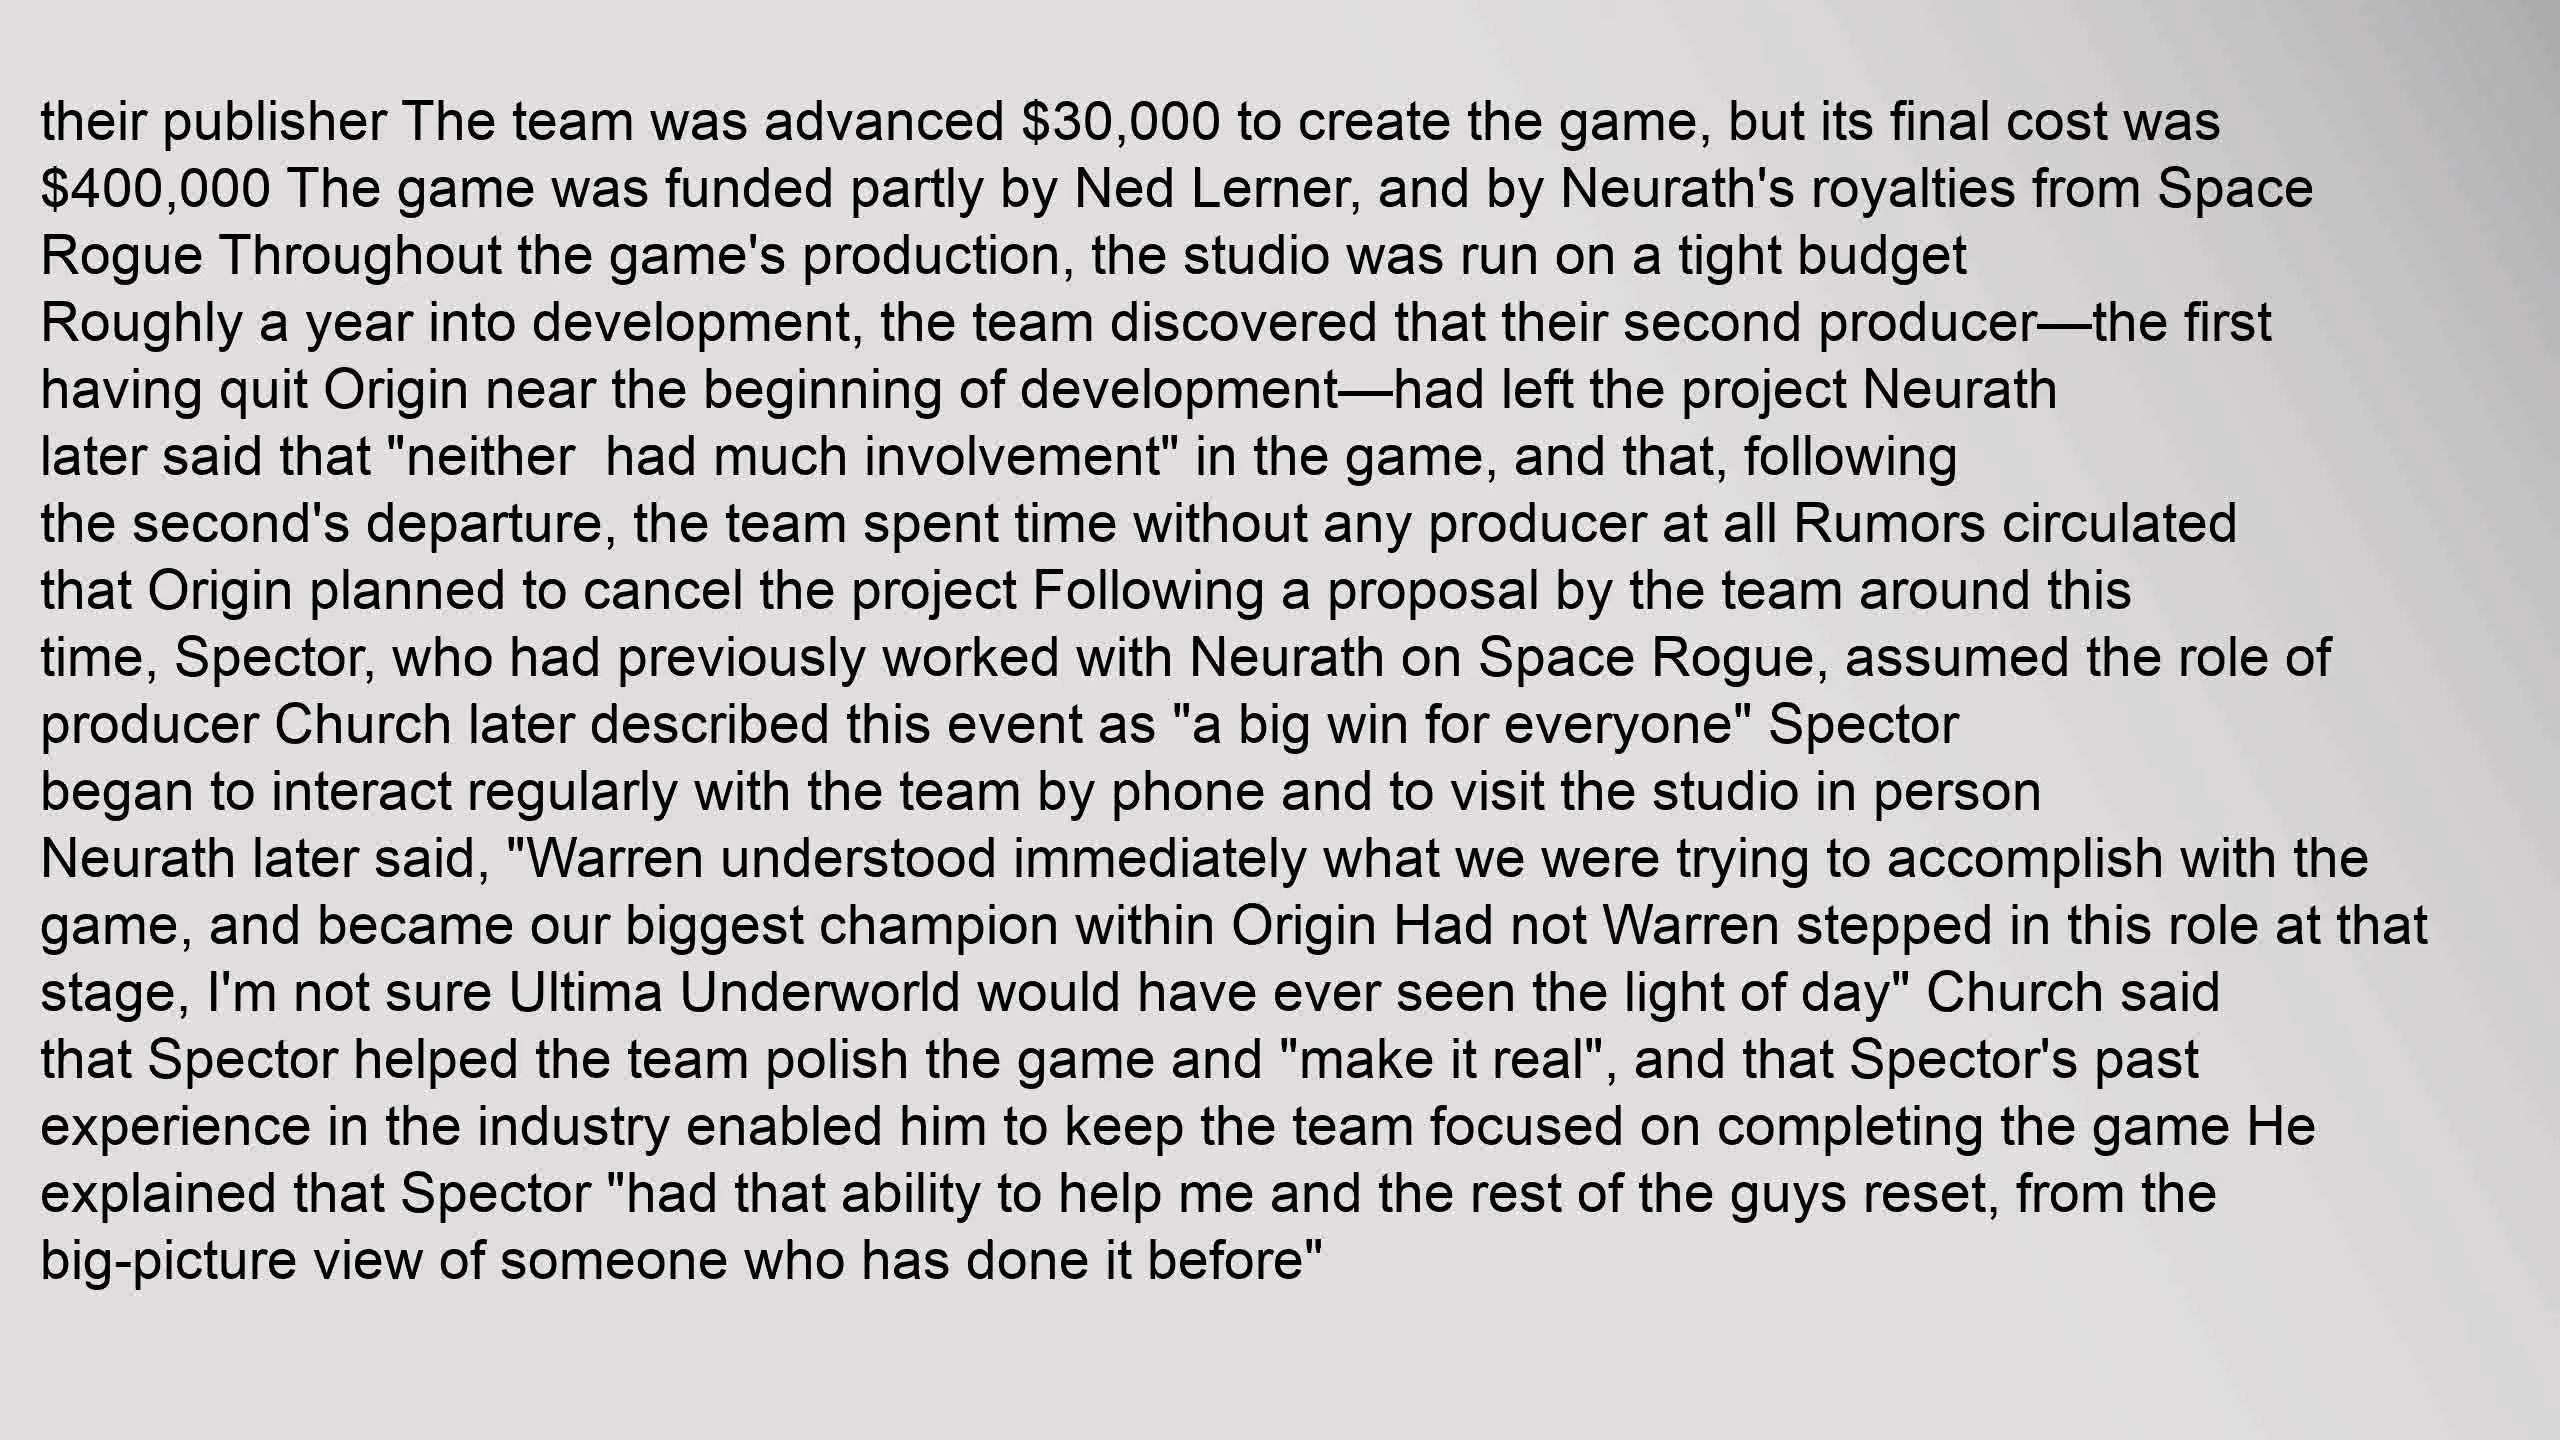 their publisher The team was advanced $30,000 to create the game, but its final cost was
$400,000 The game was funded partly by Ned Lerner, and by Neurath's royalties from Space
Rogue Throughout the game's production, the studio was run on a tight budget
Roughly a year into development, the team discovered that their second producer—the first
having quit Origin near the beginning of development—had left the project Neurath
later said that "neither  had much involvement" in the game, and that, following
the second's departure, the team spent time without any producer at all Rumors circulated
that Origin planned to cancel the project Following a proposal by the team around this
time, Spector, who had previously worked with Neurath on Space Rogue, assumed the role of
producer Church later described this event as "a big win for everyone" Spector
began to interact regularly with the team by phone and to visit the studio in person
Neurath later said, "Warren understood immediately what we were trying to accomplish with the
game, and became our biggest champion within Origin Had not Warren stepped in this role at that
stage, I'm not sure Ultima Underworld would have ever seen the light of day" Church said
that Spector helped the team polish the game and "make it real", and that Spector's past
experience in the industry enabled him to keep the team focused on completing the game He
explained that Spector "had that ability to help me and the rest of the guys reset, from the
big-picture view of someone who has done it before"